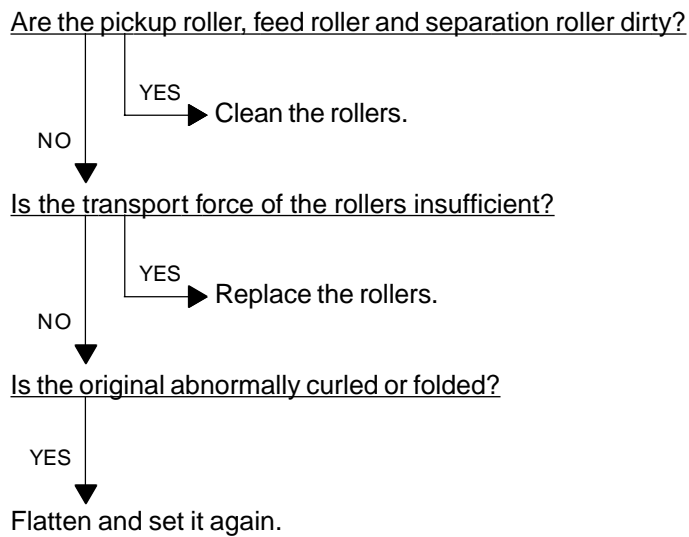 Are the pickup roller, feed roller and separation roller dirty?
YES
Clean the rollers.
NO
Is the transport force of the rollers insufficient?
YES
Replace the rollers.
NO
Is the original abnormally curled or folded?
YES
Flatten and set it again.